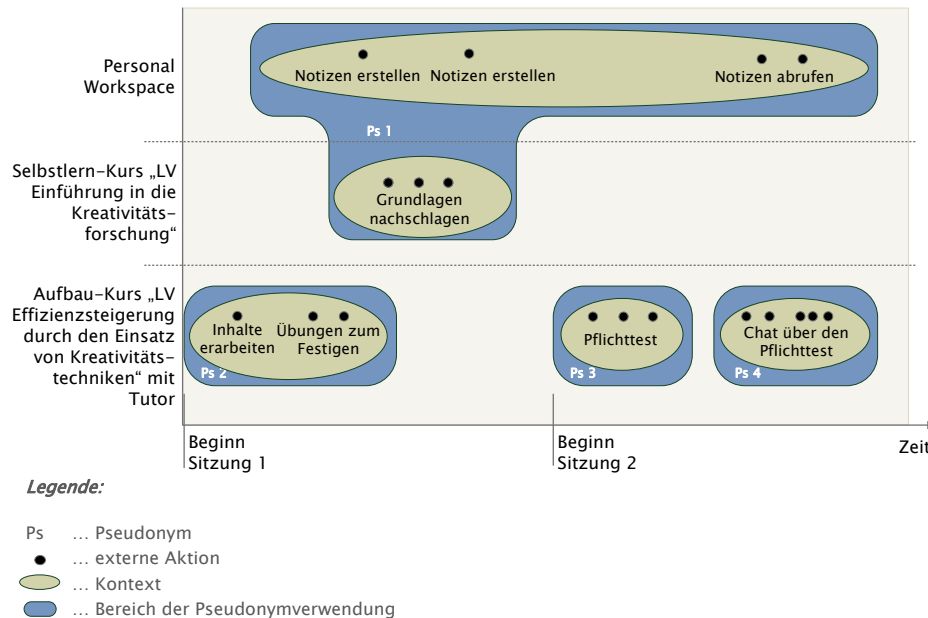 Personal
Workspace
Notizen erstellen
Notizen erstellen
Notizen abrufen
Ps 1
Selbstlern-Kurs „LV
Einführung in die
Kreativitäts-
forschung“
Grundlagen
nachschlagen
Aufbau-Kurs „LV
Effizienzsteigerung
durch den Einsatz
von Kreativitäts-
techniken“ mit
Tutor
Inhalte
erarbeiten
Übungen zum
Festigen
Ps 2
Pflichttest
Ps 3
Chat über den
Pflichttest
Ps 4
Beginn
Sitzung 1
Beginn
Sitzung 2
Zeit
Legende:
Ps ... Pseudonym
... externe Aktion
... Kontext
... Bereich der Pseudonymverwendung